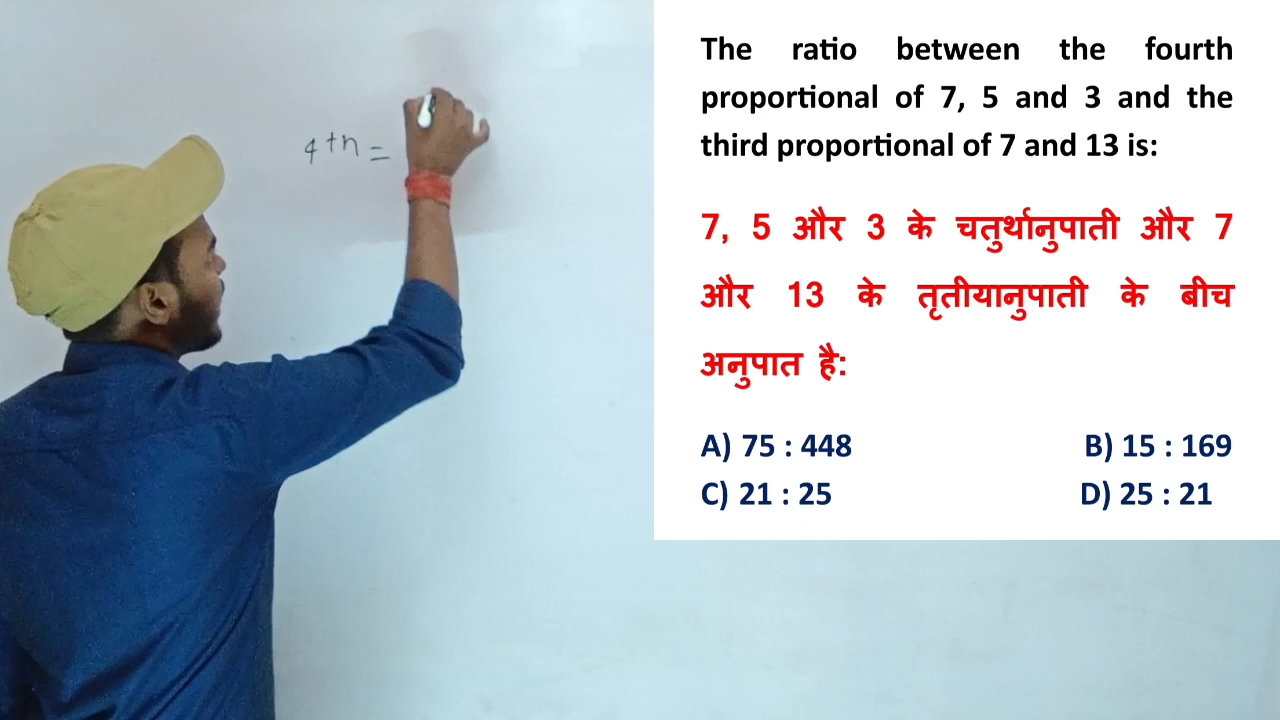 4th =
The ratio between the fourth
proportional of 7, 5 and 3 and the
third proportional of 7 and 13 is:
7, 5 और 3 के चतुर्थानुपाती और 7
और 13 के तृतीयानुपाती के बीच
अनुपात है:
A) 75 : 448 B) 15 : 169
C) 21 : 25 D) 25 : 21